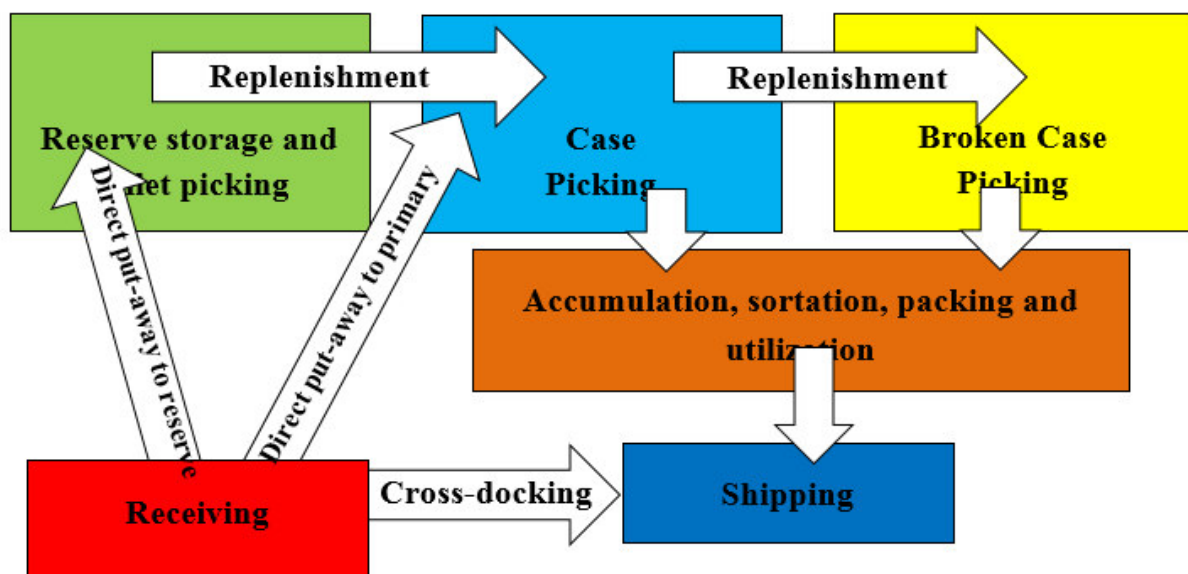 Replenishment
Replenishment
Reserve storage and
picking
Case
Picking
Broken Case
Picking
Direct put-away to reserve
Direct put-away to primary
Accumulation, sortation, packing and
utilization
Receiving
Cross-docking
Shipping